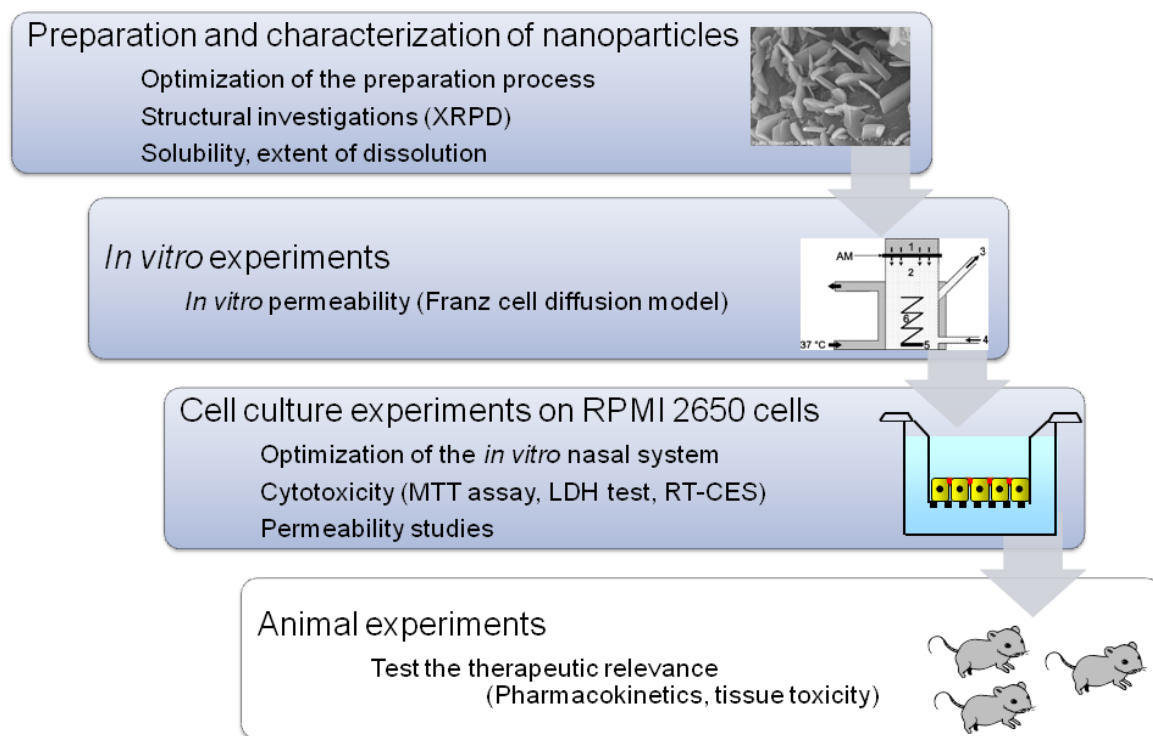 Preparation and characterization of nanoparticles
Optimization of the preparation process
Structural investigations (XRPD)
Solubility, extent of dissolution
In vitro experiments
In vitro permeability (Franz cell diffusion model)
AM
1
2
3
6
37 °C
5
4
Cell culture experiments on RPMI 2650 cells
Optimization of the in vitro nasal system
Cytotoxicity (MTT assay, LDH test, RT-CES)
Permeability studies
Animal experiments
Test the therapeutic relevance
(Pharmacokinetics, tissue toxicity)